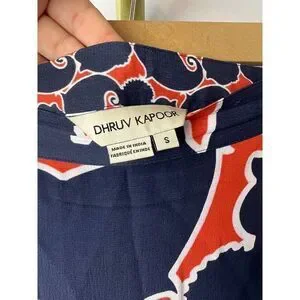 DHRUV KAPOOR
MADE IN INDIA
FABRIQUÉ EN INDE
S